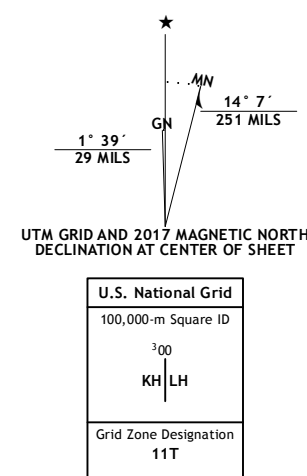 ★
MN
GN
14° 7´
251 MILS
1° 39´
29 MILS
UTM GRID AND 2017 MAGNETIC NORTH
DECLINATION AT CENTER OF SHEET
U.S. National Grid
100,000-m Square ID
³00
KH LH
Grid Zone Designation
11T